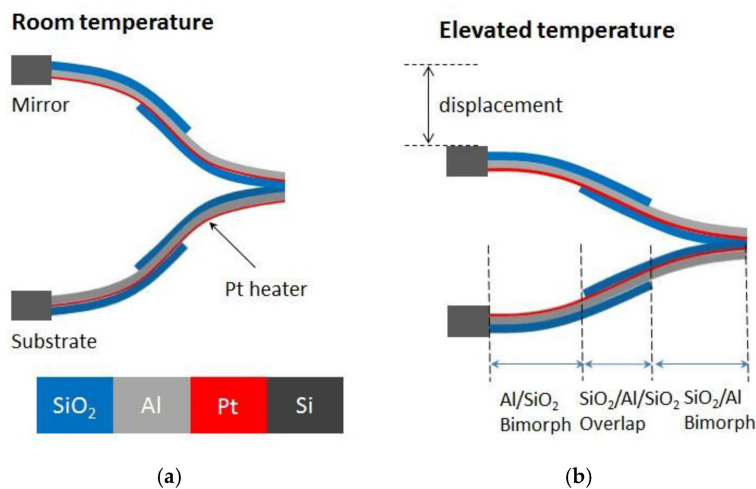 Room temperature
Mirror
Pt heater
Substrate
SiO₂ Al Pt Si
(a)
Elevated temperature
displacement
Al/SiO₂ SiO₂/Al/SiO₂ SiO₂/Al
Bimorph Overlap Bimorph
(b)